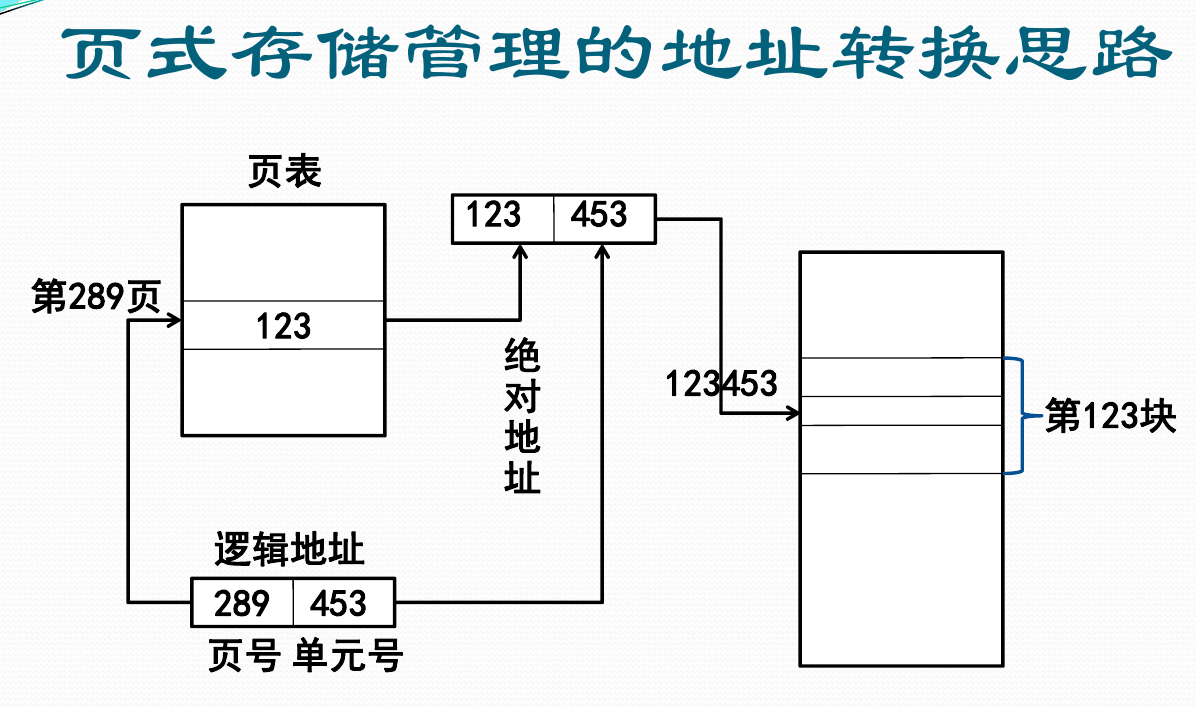 页式存储管理的地址转换思路
页表
123 453
第289页
123
绝对地址
123453
第123块
逻辑地址
289 453
页号 单元号